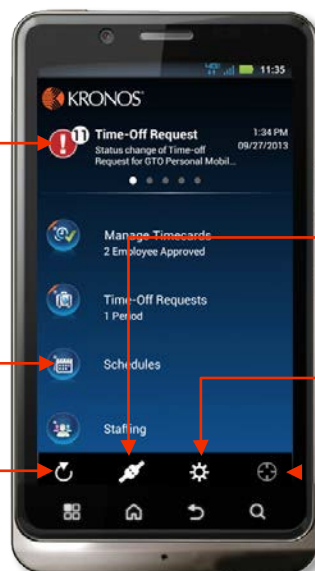 11:35
KRONOS
11
Time-Off Request
1:34 PM
Status change of Time-off
09/27/2013
Request for GTO Personal Mobil...
Manage Timecards
2 Employee Approved
Time-Off Requests
1 Period
Schedules
Staffing